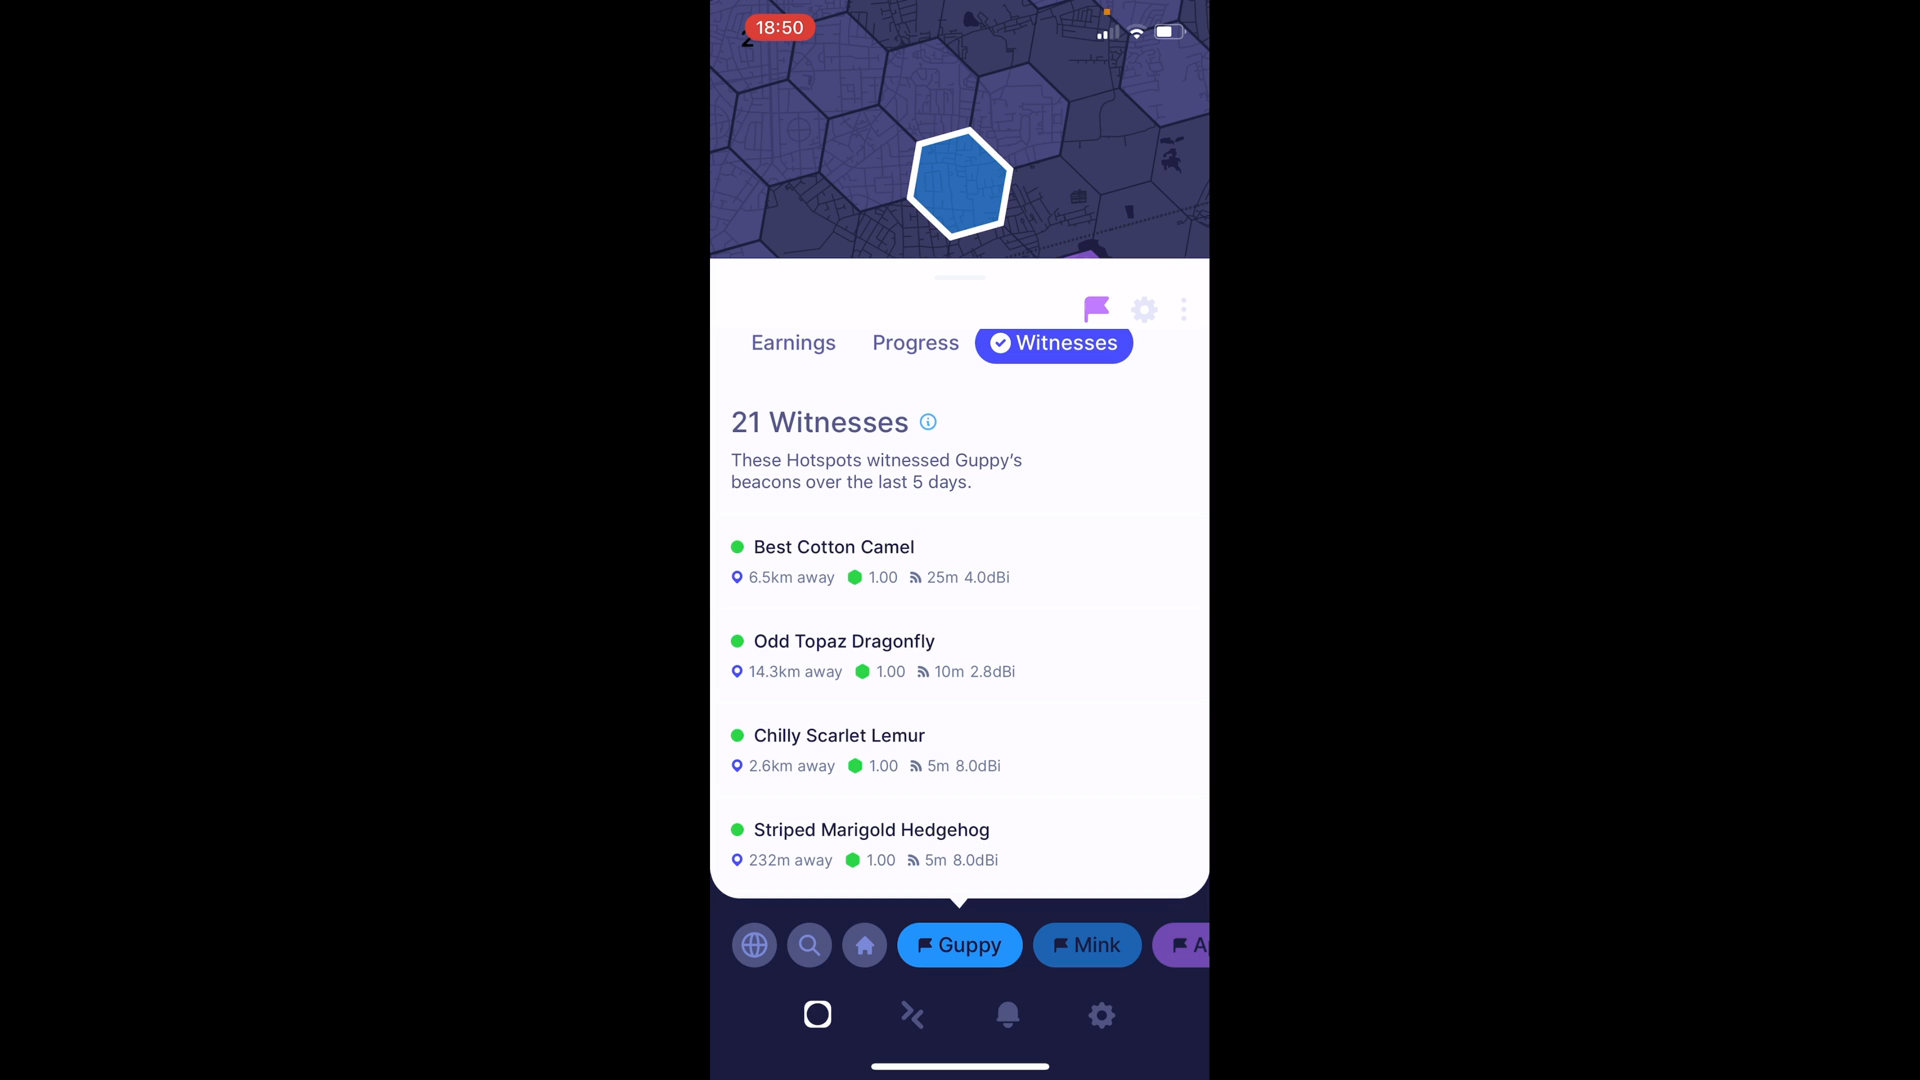 18:50
Earnings Progress Witnesses
21 Witnesses
These Hotspots witnessed Guppy's
beacons over the last 5 days.
Best Cotton Camel
6.5km away 1.00 25m 4.0dBi
Odd Topaz Dragonfly
14.3km away 1.00 10m 2.8dBi
Chilly Scarlet Lemur
2.6km away 1.00 5m 8.0dBi
Striped Marigold Hedgehog
232m away 1.00 5m 8.0dBi
Guppy Mink